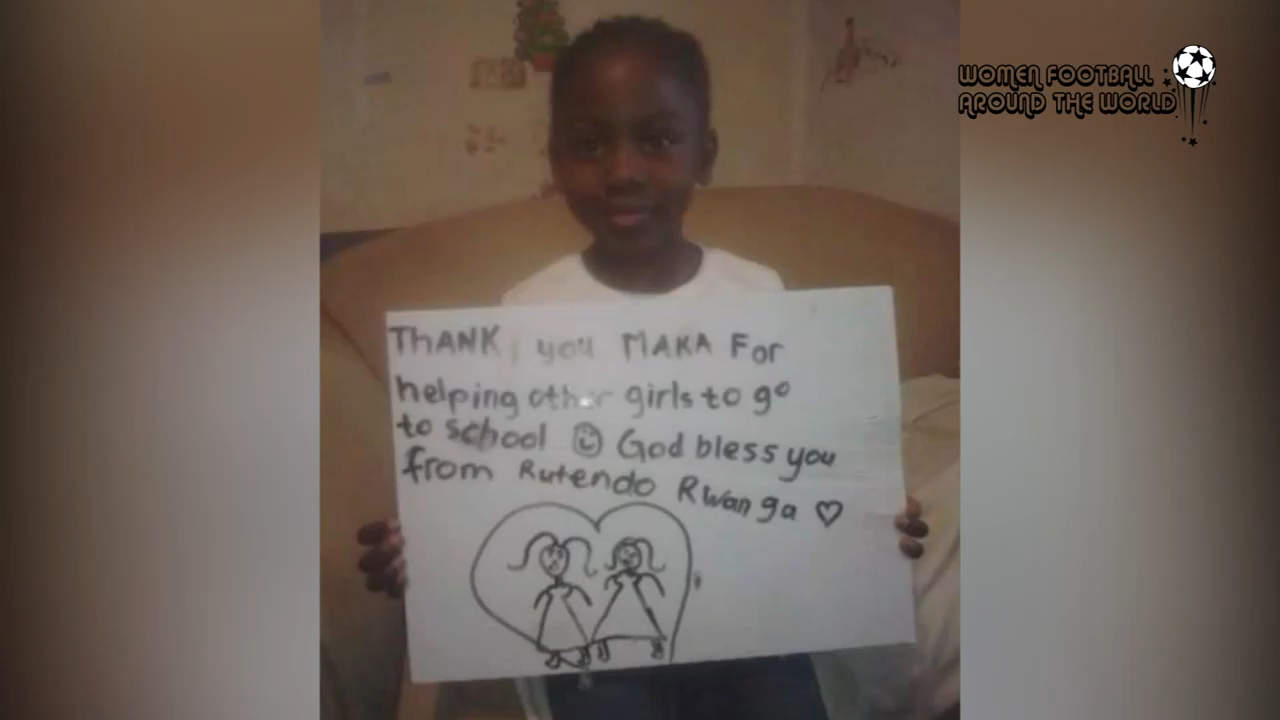 WOMEN FOOTBALL
AROUND THE WORLD
THANK you MAKA For
helping other girls to go
to school ☺ God bless you
from Rutendo Rwanga ♡